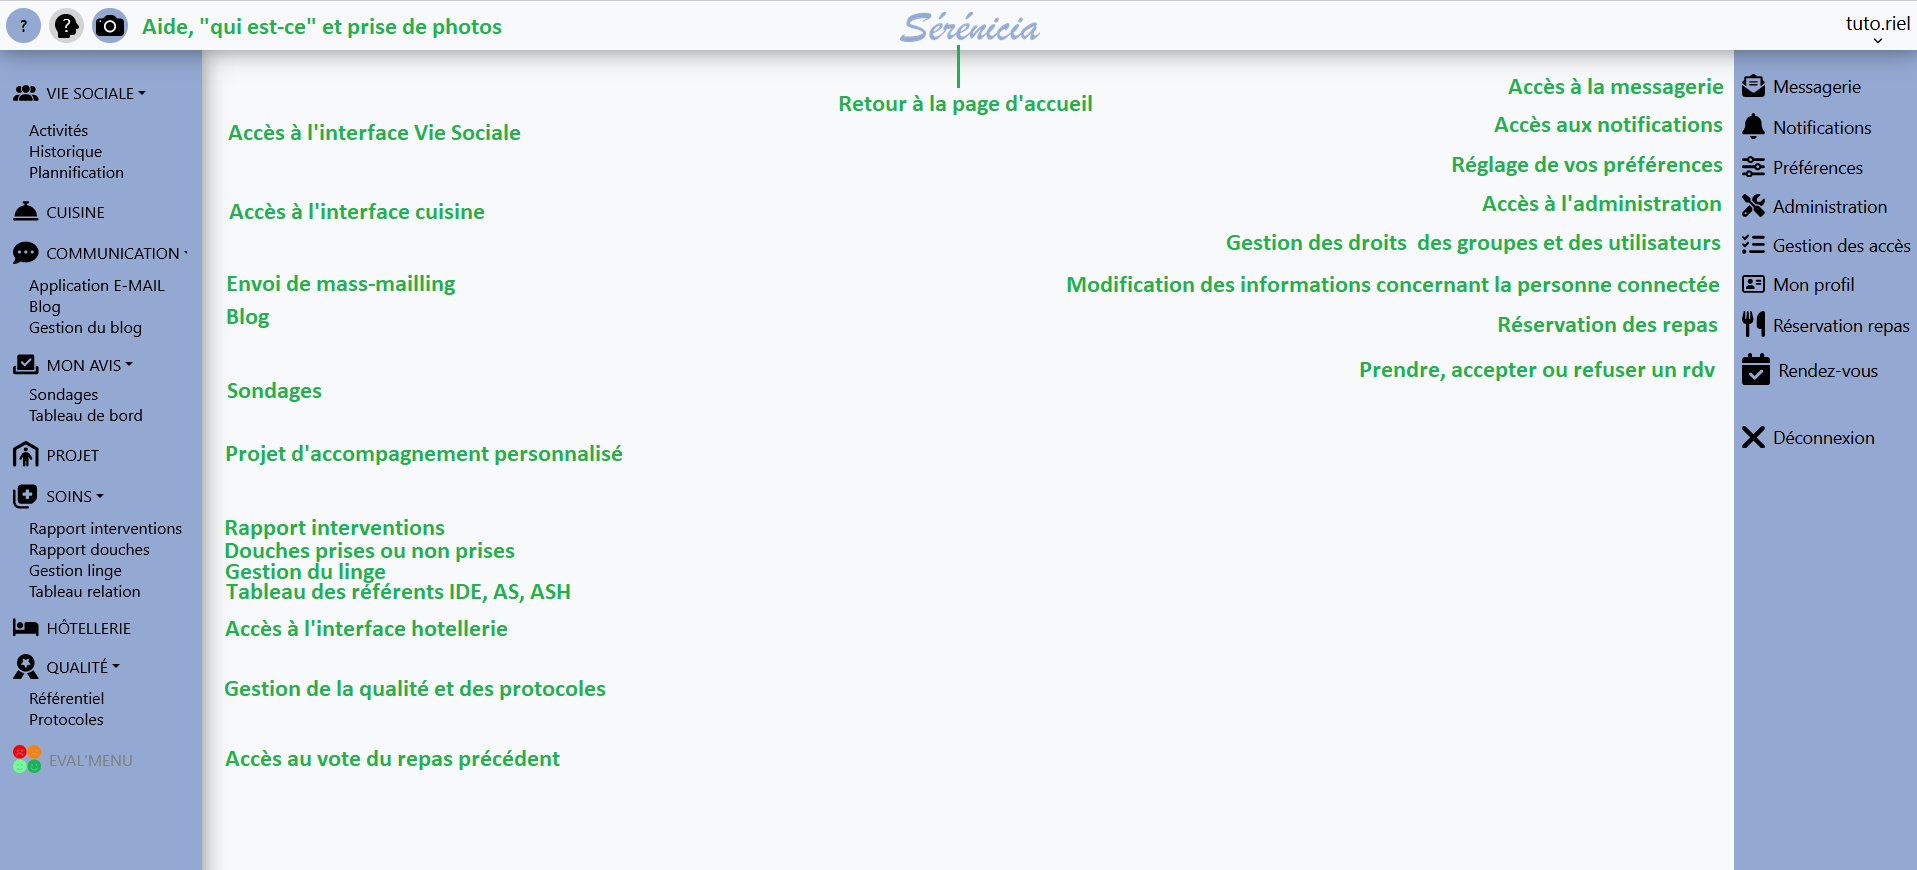 ?
?
Aide, "qui est-ce" et prise de photos
Sérénicia
tuto.riel
Retour à la page d'accueil
VIE SOCIALE
Activités
Historique
Plannification
CUISINE
COMMUNICATION
Application E-MAIL
Blog
Gestion du blog
MON AVIS
Sondages
Tableau de bord
PROJET
SOINS
Rapport interventions
Rapport douches
Gestion linge
Tableau relation
HÔTELLERIE
QUALITÉ
Référentiel
Protocoles
EVAL'MENU
Accès à l'interface Vie Sociale
Accès à l'interface cuisine
Envoi de mass-mailling
Blog
Sondages
Projet d'accompagnement personnalisé
Rapport interventions
Douches prises ou non prises
Gestion du linge
Tableau des référents IDE, AS, ASH
Accès à l'interface hotellerie
Gestion de la qualité et des protocoles
Accès au vote du repas précédent
Accès à la messagerie
Accès aux notifications
Réglage de vos préférences
Accès à l'administration
Gestion des droits  des groupes et des utilisateurs
Modification des informations concernant la personne connectée
Réservation des repas
Prendre, accepter ou refuser un rdv
Messagerie
Notifications
Préférences
Administration
Gestion des accès
Mon profil
Réservation repas
Rendez-vous
Déconnexion